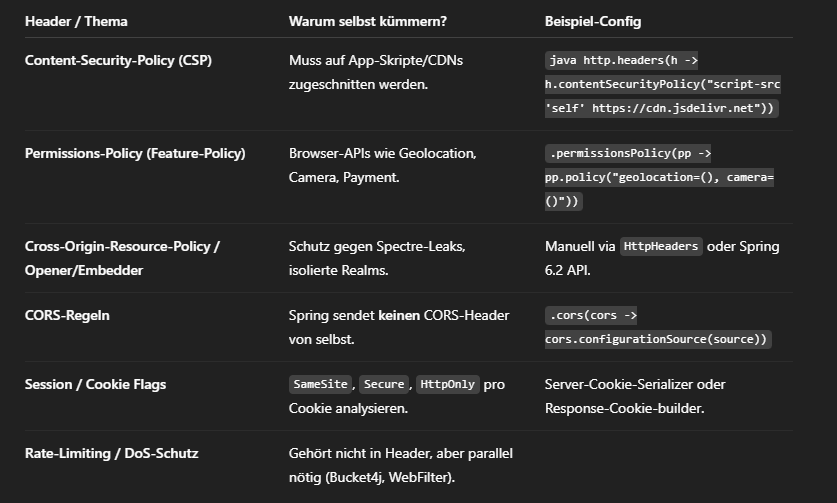 Header / Thema Warum selbst kümmern? Beispiel-Config
Content-Security-Policy (CSP) Muss auf App-Skripte/CDNs java http.headers(h ->
zugeschnitten werden. h.contentSecurityPolicy("script-src
'self' https://cdn.jsdelivr.net"))
Permissions-Policy (Feature-Policy) Browser-APIs wie Geolocation, .permissionsPolicy(pp ->
Camera, Payment. pp.policy("geolocation=(), camera=
()"))
Cross-Origin-Resource-Policy / Schutz gegen Spectre-Leaks, Manuell via HttpHeaders oder Spring
Opener/Embedder isolierte Realms. 6.2 API.
CORS-Regeln Spring sendet keinen CORS-Header .cors(cors ->
von selbst. cors.configurationSource(source))
Session / Cookie Flags SameSite, Secure, HttpOnly pro Server-Cookie-Serializer oder
Cookie analysieren. Response-Cookie-builder.
Rate-Limiting / DoS-Schutz Gehört nicht in Header, aber parallel
nötig (Bucket4j, WebFilter).